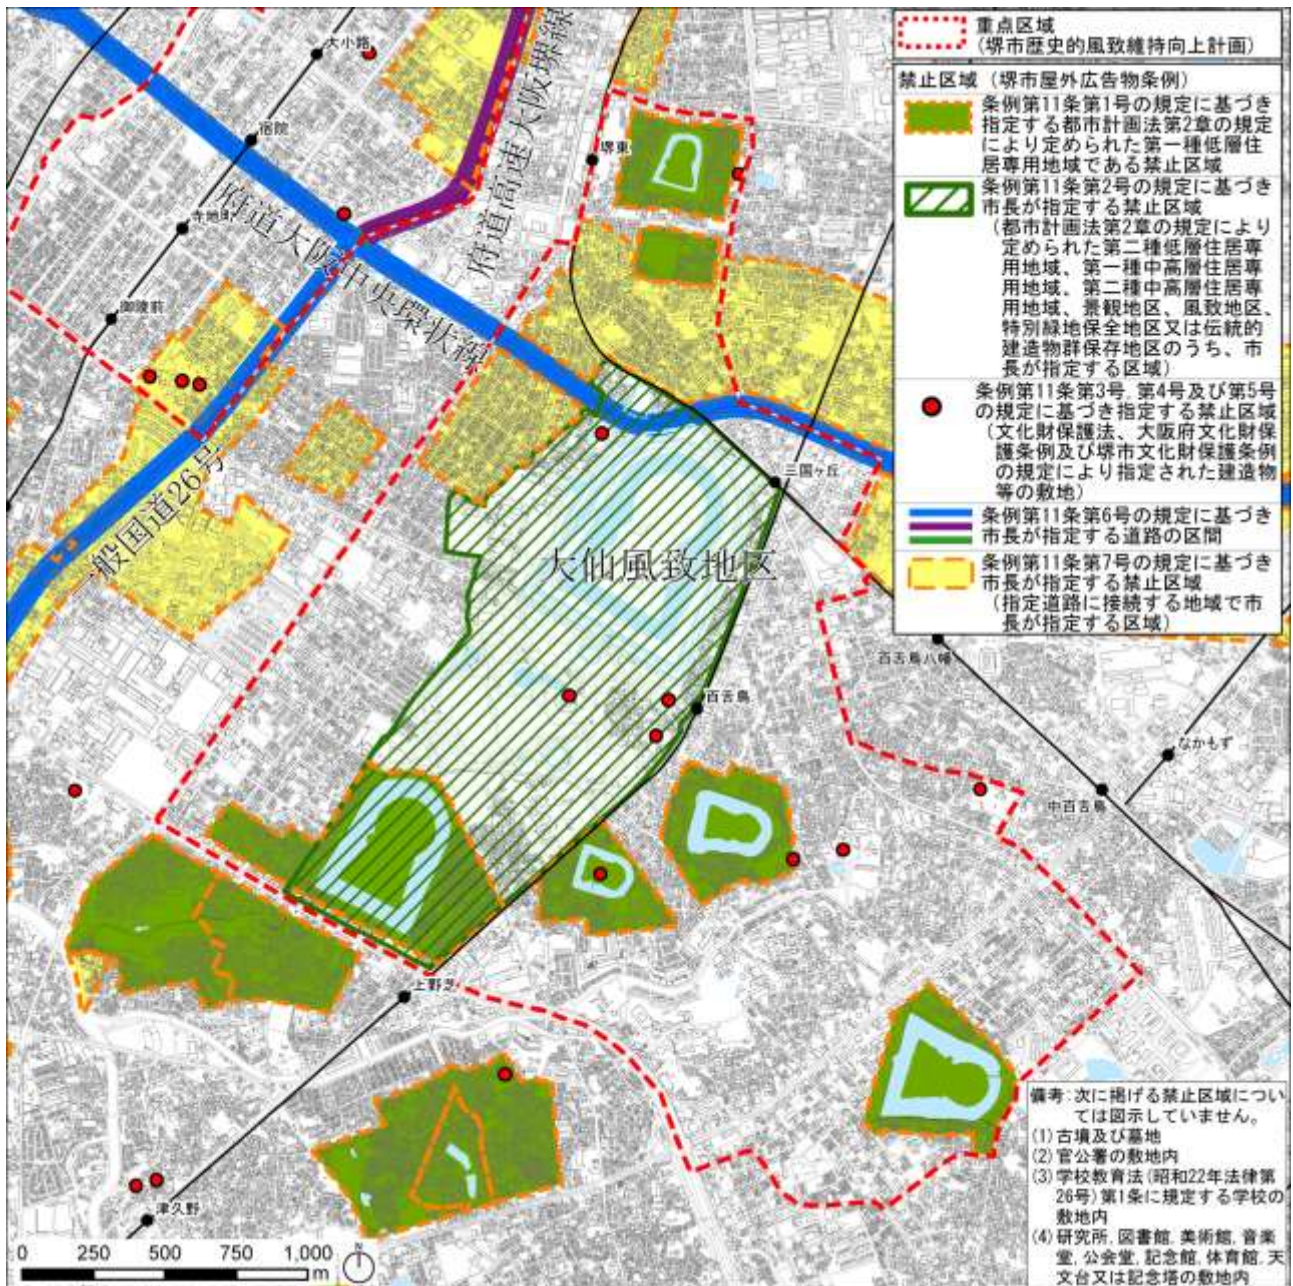 重点区域
(堺市歴史的風致維持向上計画)
禁止区域 (堺市屋外広告物条例)
条例第11条第1号の規定に基づき
指定する都市計画法第2章の規定
により定められた第一種低層住
居専用地域である禁止区域
条例第11条第2号の規定に基づき
市長が指定する禁止区域
(都市計画法第2章の規定により
定められた第二種低層住居専
用地域、第一種中高層住居専
用地域、第二種中高層住居専
用地域、景観地区、風致地区、
特別緑地保全地区又は伝統的
建造物群保存地区のうち、市
長が指定する区域)
条例第11条第3号,第4号及び第5号
の規定に基づき指定する禁止区域
(文化財保護法、大阪府文化財保
護条例及び堺市文化財保護条例
の規定により指定された建造物
等の敷地)
条例第11条第6号の規定に基づき
市長が指定する道路の区間
条例第11条第7号の規定に基づき
市長が指定する禁止区域
(指定道路に接続する地域で市
長が指定する区域)
大小路
宿院
寺地町
御陵前
堺東
府道高速大阪堺線
府道大阪中央環状線
一般国道26号
三国ヶ丘
大仙風致地区
百舌鳥八幡
百舌鳥
なかもず
中百舌鳥
上野芝
津久野
備考:次に掲げる禁止区域につい
ては図示していません。
(1)古墳及び墓地
(2)官公署の敷地内
(3)学校教育法(昭和22年法律第
26号)第1条に規定する学校の
敷地内
(4)研究所,図書館,美術館,音楽
堂,公会堂,記念館,体育館,天
文台又は記念塔の敷地内
0 250 500 750 1,000
m
N